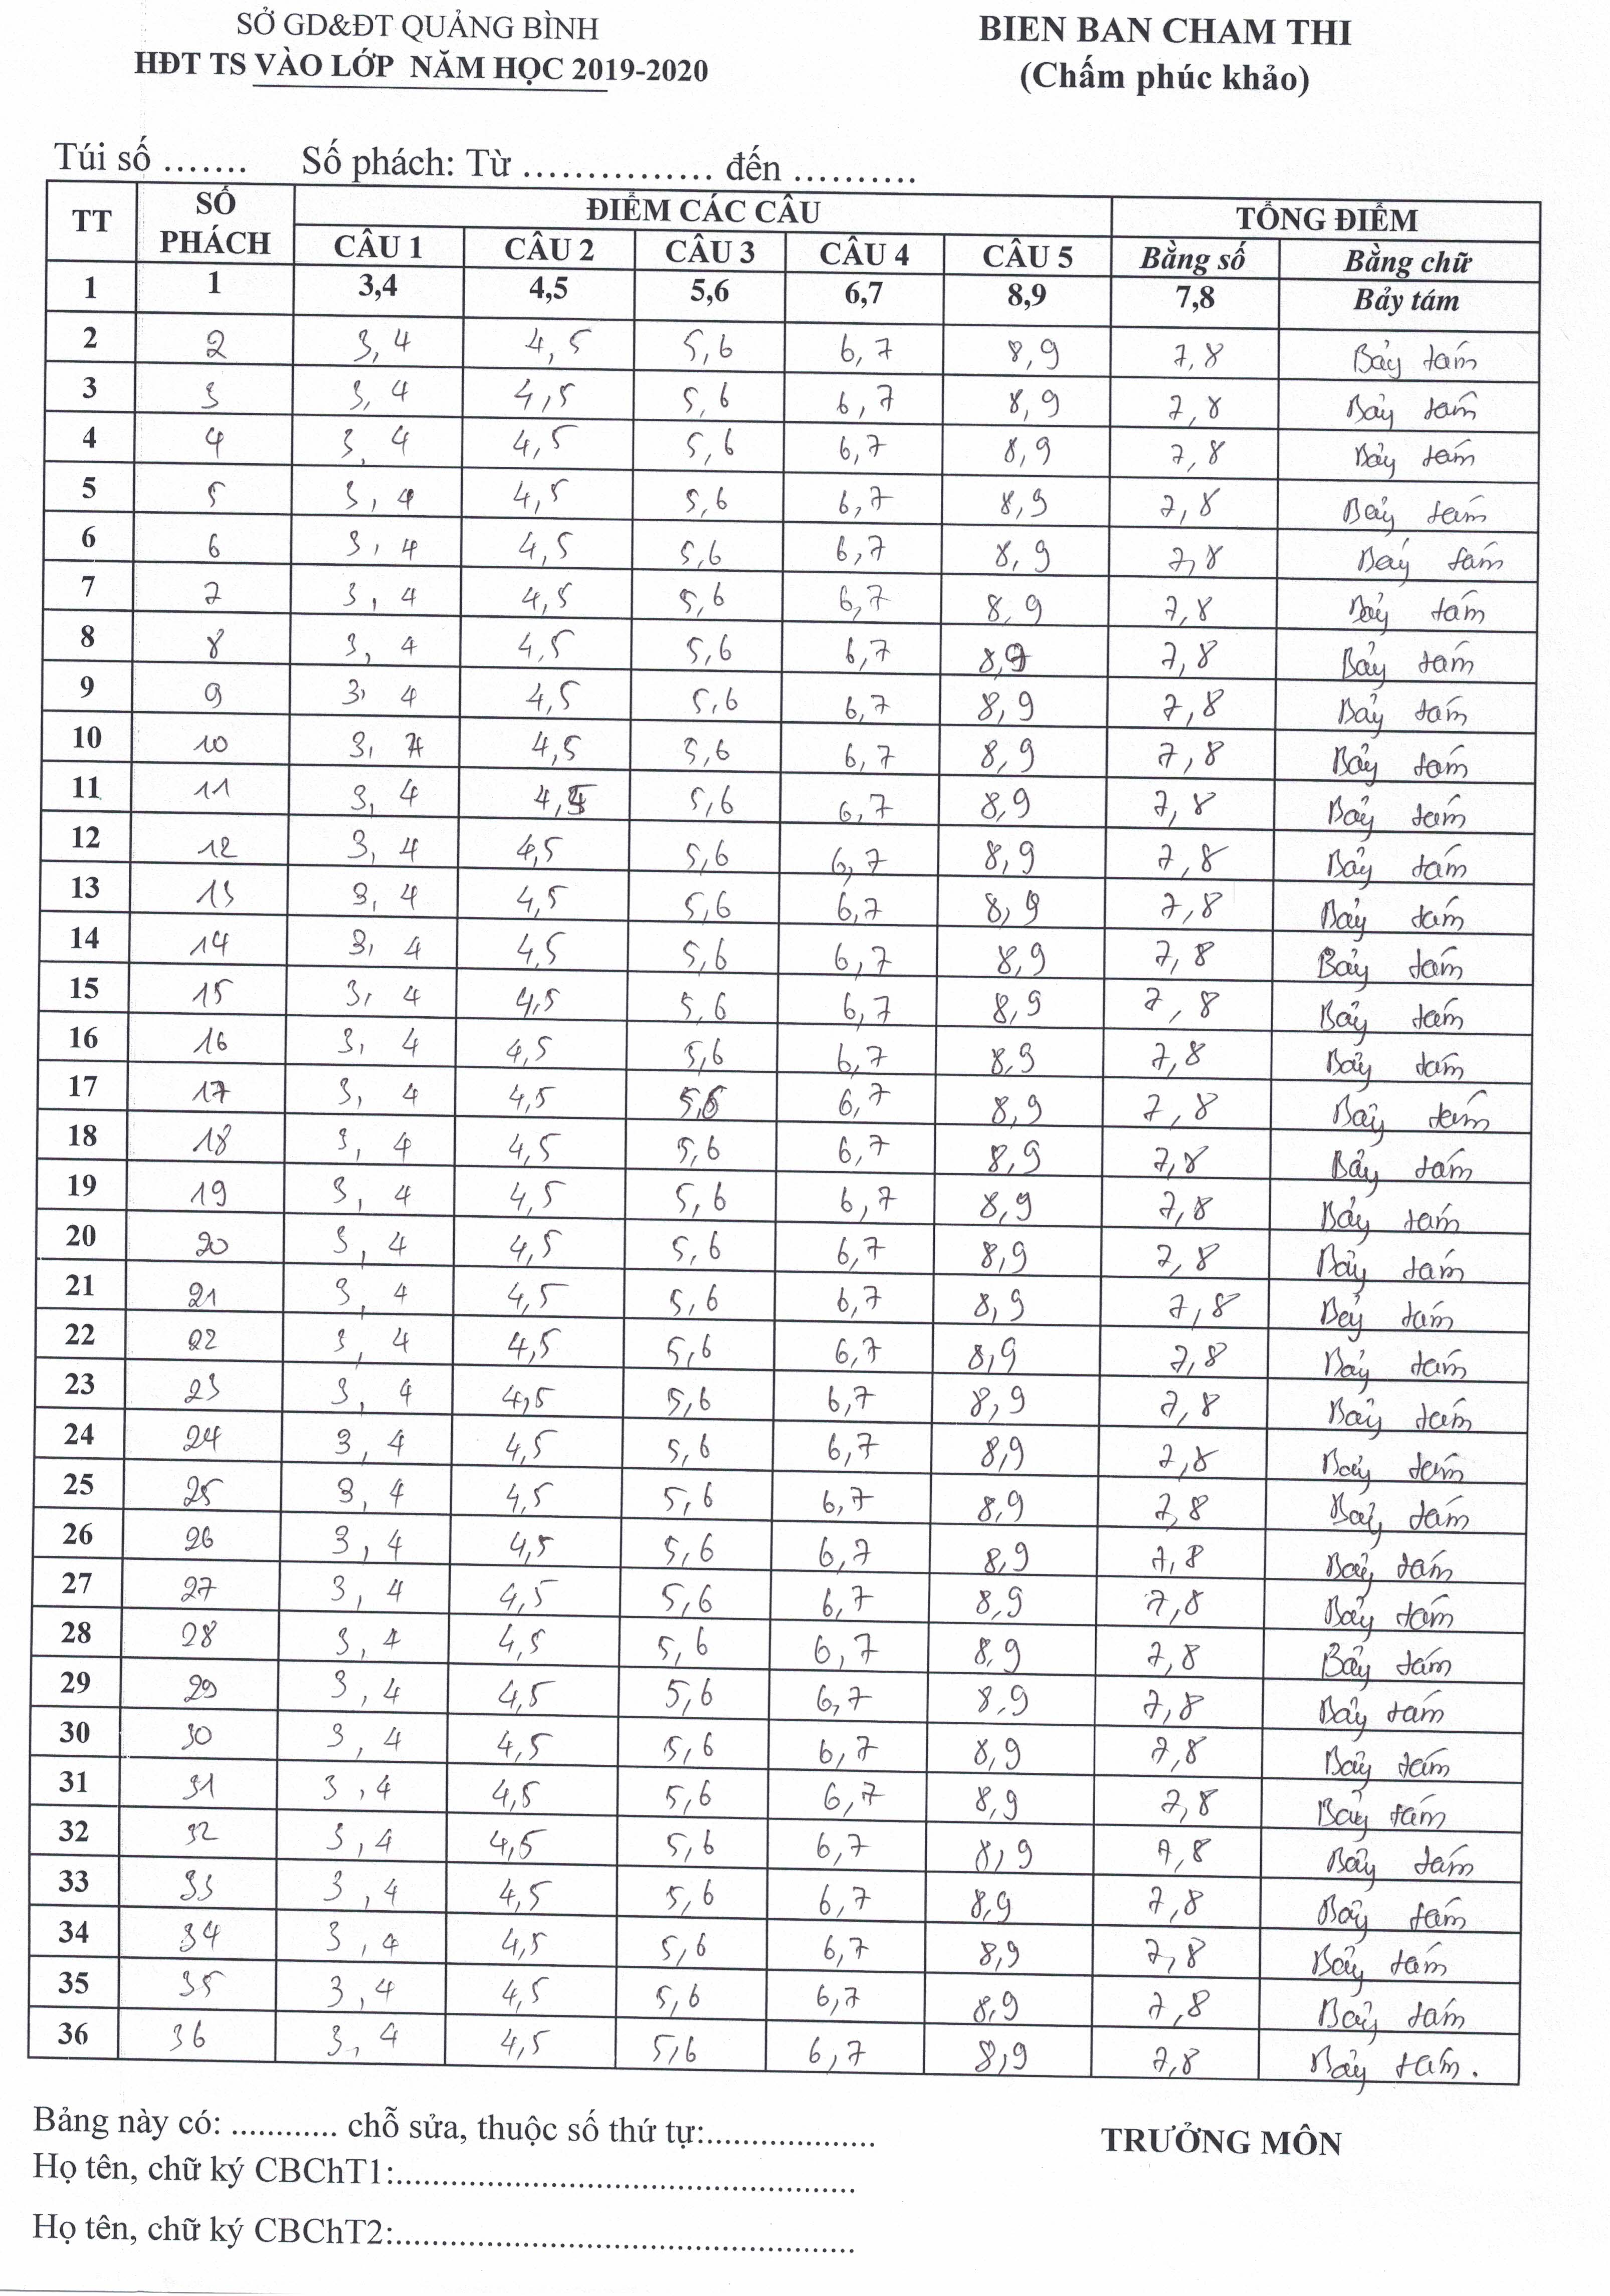 SỞ GD&ĐT QUẢNG BÌNH
HĐT TS VÀO LỚP NĂM HỌC 2019-2020
BIEN BAN CHAM THI
(Chấm phúc khảo)
Túi số ....... Số phách: Từ ............... đến ..........
TT SỐ PHÁCH ĐIỂM CÁC CÂU TỔNG ĐIỂM
CÂU 1 CÂU 2 CÂU 3 CÂU 4 CÂU 5 Bằng số Bằng chữ
1 1 3,4 4,5 5,6 6,7 8,9 7,8 Bảy tám
2 2 3,4 4,5 5,6 6,7 8,9 7,8 Bảy tám
3 3 3,4 4,5 5,6 6,7 8,9 7,8 Bảy tám
4 4 3,4 4,5 5,6 6,7 8,9 7,8 Bảy tám
5 5 3,4 4,5 5,6 6,7 8,9 7,8 Bảy tám
6 6 3,4 4,5 5,6 6,7 8,9 7,8 Bảy tám
7 7 3,4 4,5 5,6 6,7 8,9 7,8 Bảy tám
8 8 3,4 4,5 5,6 6,7 8,9 7,8 Bảy tám
9 9 3,4 4,5 5,6 6,7 8,9 7,8 Bảy tám
10 10 3,4 4,5 5,6 6,7 8,9 7,8 Bảy tám
11 11 3,4 4,5 5,6 6,7 8,9 7,8 Bảy tám
12 12 3,4 4,5 5,6 6,7 8,9 7,8 Bảy tám
13 13 3,4 4,5 5,6 6,7 8,9 7,8 Bảy tám
14 14 3,4 4,5 5,6 6,7 8,9 7,8 Bảy tám
15 15 3,4 4,5 5,6 6,7 8,9 7,8 Bảy tám
16 16 3,4 4,5 5,6 6,7 8,9 7,8 Bảy tám
17 17 3,4 4,5 5,6 6,7 8,9 7,8 Bảy tám
18 18 3,4 4,5 5,6 6,7 8,9 7,8 Bảy tám
19 19 3,4 4,5 5,6 6,7 8,9 7,8 Bảy tám
20 20 3,4 4,5 5,6 6,7 8,9 7,8 Bảy tám
21 21 3,4 4,5 5,6 6,7 8,9 7,8 Bảy tám
22 22 3,4 4,5 5,6 6,7 8,9 7,8 Bảy tám
23 23 3,4 4,5 5,6 6,7 8,9 7,8 Bảy tám
24 24 3,4 4,5 5,6 6,7 8,9 7,8 Bảy tám
25 25 3,4 4,5 5,6 6,7 8,9 7,8 Bảy tám
26 26 3,4 4,5 5,6 6,7 8,9 7,8 Bảy tám
27 27 3,4 4,5 5,6 6,7 8,9 7,8 Bảy tám
28 28 3,4 4,5 5,6 6,7 8,9 7,8 Bảy tám
29 29 3,4 4,5 5,6 6,7 8,9 7,8 Bảy tám
30 30 3,4 4,5 5,6 6,7 8,9 7,8 Bảy tám
31 31 3,4 4,5 5,6 6,7 8,9 7,8 Bảy tám
32 32 3,4 4,5 5,6 6,7 8,9 7,8 Bảy tám
33 33 3,4 4,5 5,6 6,7 8,9 7,8 Bảy tám
34 34 3,4 4,5 5,6 6,7 8,9 7,8 Bảy tám
35 35 3,4 4,5 5,6 6,7 8,9 7,8 Bảy tám
36 36 3,4 4,5 5,6 6,7 8,9 7,8 Bảy tám.
Bảng này có: ............ chỗ sửa, thuộc số thứ tự:....................
TRƯỞNG MÔN
Họ tên, chữ ký CBChT1:......................................................
Họ tên, chữ ký CBChT2:......................................................